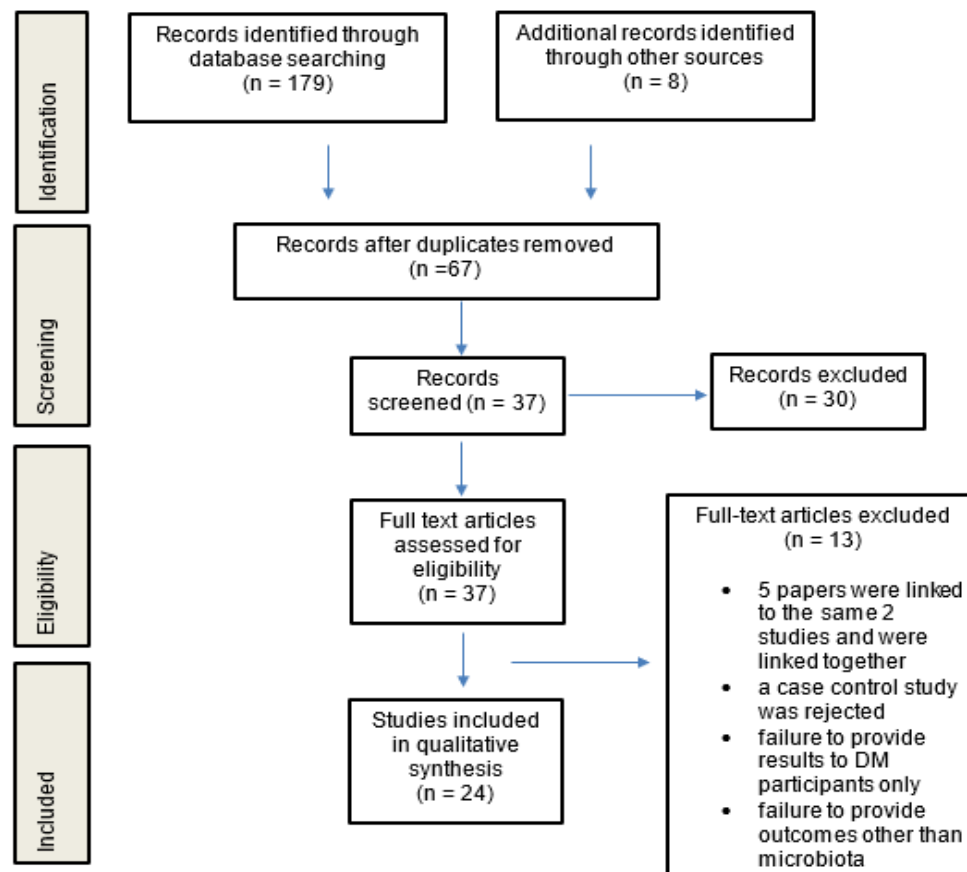 Identification
Records identified through
database searching
(n = 179)
Additional records identified
through other sources
(n = 8)
Screening
Records after duplicates removed
(n =67)
Records
screened (n = 37)
Records excluded
(n = 30)
Eligibility
Full text articles
assessed for
eligibility
(n = 37)
Full-text articles excluded
(n = 13)
• 5 papers were linked
to the same 2
studies and were
linked together
• a case control study
was rejected
• failure to provide
results to DM
participants only
• failure to provide
outcomes other than
microbiota
Included
Studies included
in qualitative
synthesis
(n = 24)